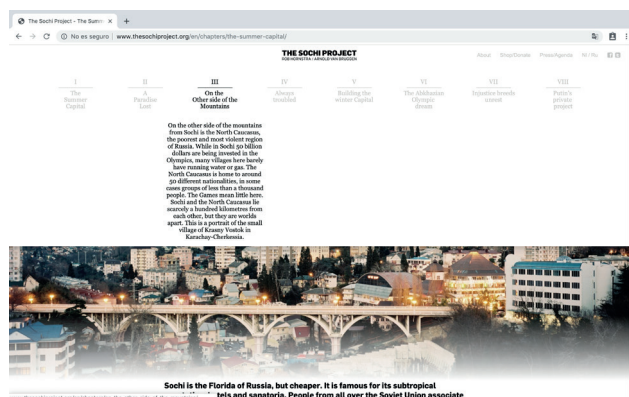 The Sochi Project - The Summ
No es seguro | www.thesochiproject.org/en/chapters/the-summer-capital/
THE SOCHI PROJECT
ROB HORNSTRA / ARNOLD VAN BRUGGEN
About Shop/Donate Press/Agenda Nl / Ru
I II III IV V VI VII VIII
The Summer Capital
A Paradise Lost
On the Other side of the Mountains
Always troubled
Building the winter Capital
The Abkhazian Olympic dream
Injustice breeds unrest
Putin's private project
On the other side of the mountains
from Sochi is the North Caucasus,
the poorest and most violent region
of Russia. While in Sochi 50 billion
dollars are being invested in the
Olympics, many villages here barely
have running water or gas. The
North Caucasus is home to around
50 different nationalities, in some
cases groups of less than a thousand
people. The Games mean little here.
Sochi and the North Caucasus lie
scarcely a hundred kilometres from
each other, but they are worlds
apart. This is a portrait of the small
village of Krasny Vostok in
Karachay-Cherkessia.
Sochi is the Florida of Russia, but cheaper. It is famous for its subtropical
tels and sanatoria. People from all over the Soviet Union associate